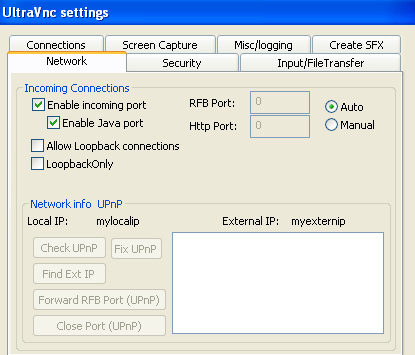 UltraVnc settings
Connections Screen Capture Misc/logging Create SFX
Network Security Input/FileTransfer
Incoming Connections
Enable incoming port RFB Port: 0 Auto
Enable Java port Http Port: 0 Manual
Allow Loopback connections
LoopbackOnly
Network info UPnP
Local IP: mylocalip External IP: myexternip
Check UPnP Fix UPnP
Find Ext IP
Forward RFB Port (UPnP)
Close Port (UPnP)